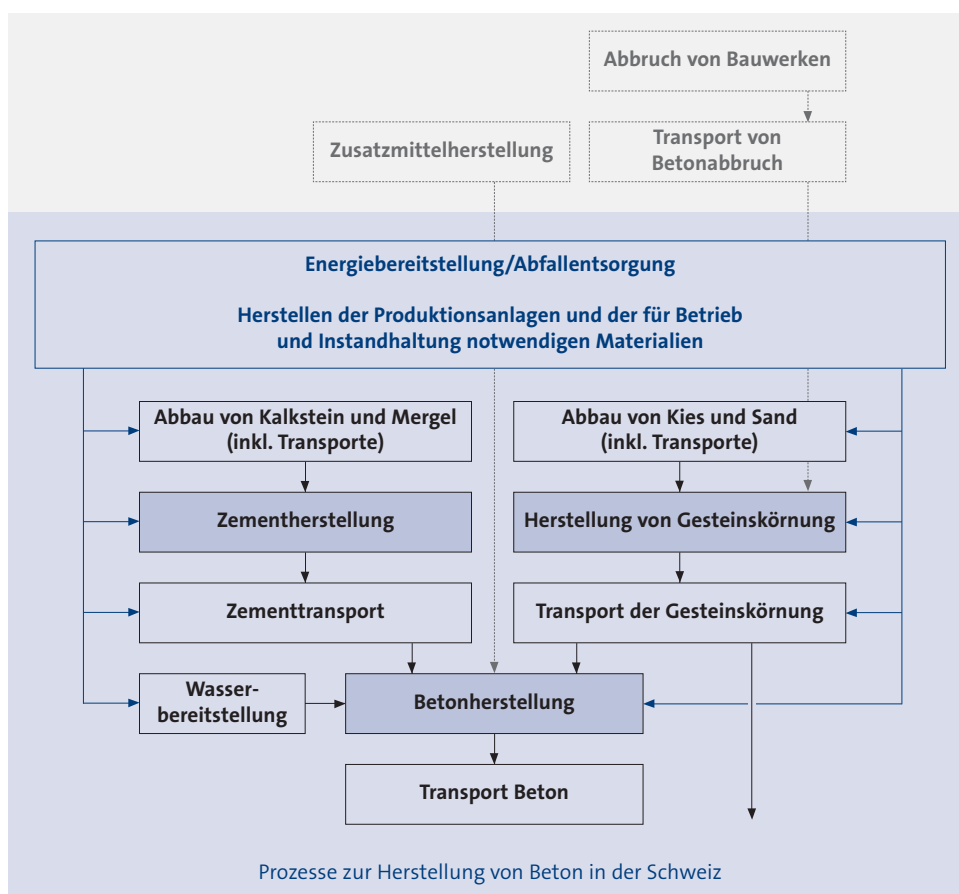 Abbruch von Bauwerken
Zusatzmittelherstellung
Transport von
Betonabbruch
Energiebereitstellung/Abfallentsorgung
Herstellen der Produktionsanlagen und der für Betrieb
und Instandhaltung notwendigen Materialien
Abbau von Kalkstein und Mergel
(inkl. Transporte)
Abbau von Kies und Sand
(inkl. Transporte)
Zementherstellung
Herstellung von Gesteinskörnung
Zementtransport
Transport der Gesteinskörnung
Wasser-
bereitstellung
Betonherstellung
Transport Beton
Prozesse zur Herstellung von Beton in der Schweiz